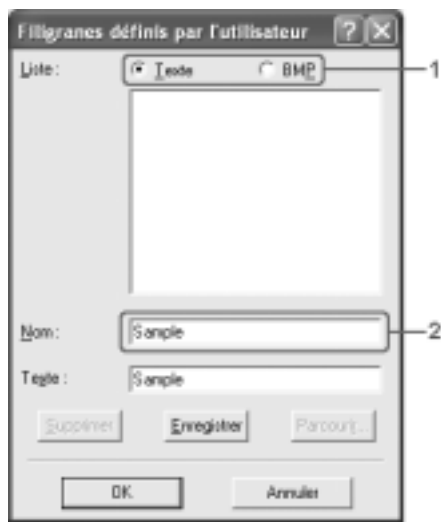 Filigranes définis par l'utilisateur
Liste : Texte BMP 1
Nom : Sample 2
Texte : Sample
Supprimer Enregistrer Parcourir...
OK Annuler